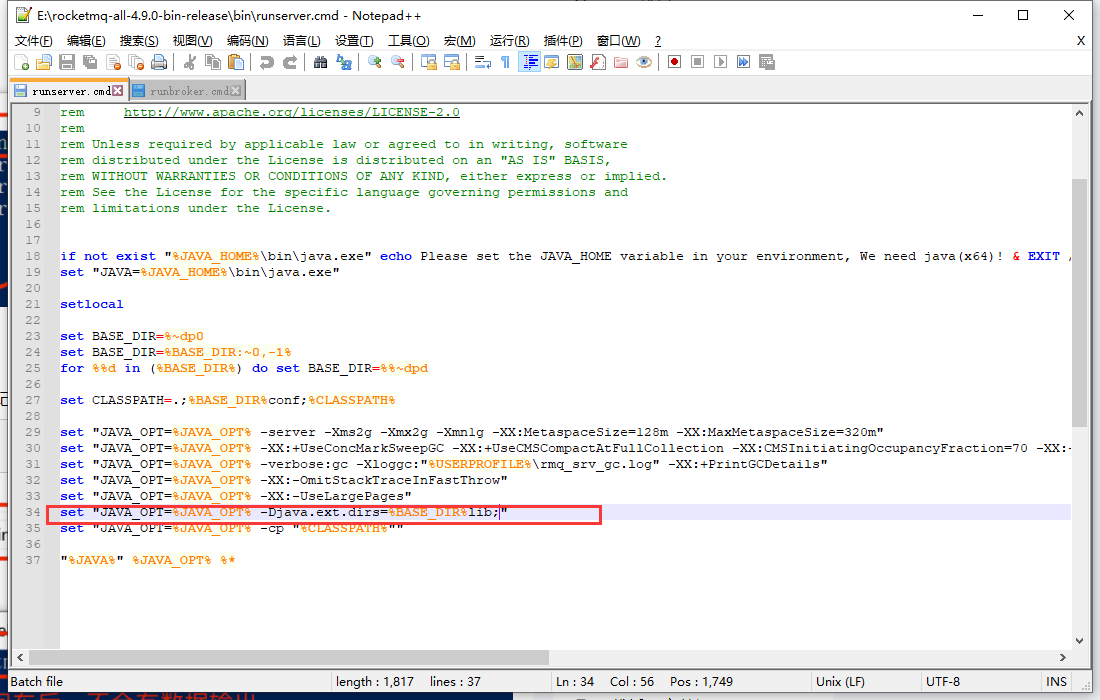 E:\rocketmq-all-4.9.0-bin-release\bin\runserver.cmd - Notepad++
文件(F) 编辑(E) 搜索(S) 视图(V) 编码(N) 语言(L) 设置(T) 工具(O) 宏(M) 运行(R) 插件(P) 窗口(W) ? X
runserver.cmd runbroker.cmd
9 rem http://www.apache.org/licenses/LICENSE-2.0
10 rem
11 rem Unless required by applicable law or agreed to in writing, software
12 rem distributed under the License is distributed on an "AS IS" BASIS,
13 rem WITHOUT WARRANTIES OR CONDITIONS OF ANY KIND, either express or implied.
14 rem See the License for the specific language governing permissions and
15 rem limitations under the License.
16
17
18 if not exist "%JAVA_HOME%\bin\java.exe" echo Please set the JAVA_HOME variable in your environment, We need java(x64)! & EXIT /
19 set "JAVA=%JAVA_HOME%\bin\java.exe"
20
21 setlocal
22
23 set BASE_DIR=%~dp0
24 set BASE_DIR=%BASE_DIR:~0,-1%
25 for %%d in (%BASE_DIR%) do set BASE_DIR=%%~dpd
26
27 set CLASSPATH=.;%BASE_DIR%conf;%CLASSPATH%
28
29 set "JAVA_OPT=%JAVA_OPT% -server -Xms2g -Xmx2g -Xmn1g -XX:MetaspaceSize=128m -XX:MaxMetaspaceSize=320m"
30 set "JAVA_OPT=%JAVA_OPT% -XX:+UseConcMarkSweepGC -XX:+UseCMSCompactAtFullCollection -XX:CMSInitiatingOccupancyFraction=70 -XX:
31 set "JAVA_OPT=%JAVA_OPT% -verbose:gc -Xloggc:"%USERPROFILE%\rmq_srv_gc.log" -XX:+PrintGCDetails"
32 set "JAVA_OPT=%JAVA_OPT% -XX:-OmitStackTraceInFastThrow"
33 set "JAVA_OPT=%JAVA_OPT% -XX:-UseLargePages"
34 set "JAVA_OPT=%JAVA_OPT% -Djava.ext.dirs=%BASE_DIR%lib;"
35 set "JAVA_OPT=%JAVA_OPT% -cp "%CLASSPATH%""
36
37 "%JAVA%" %JAVA_OPT% %*
Batch file length : 1,817 lines : 37 Ln : 34 Col : 56 Pos : 1,749 Unix (LF) UTF-8 INS